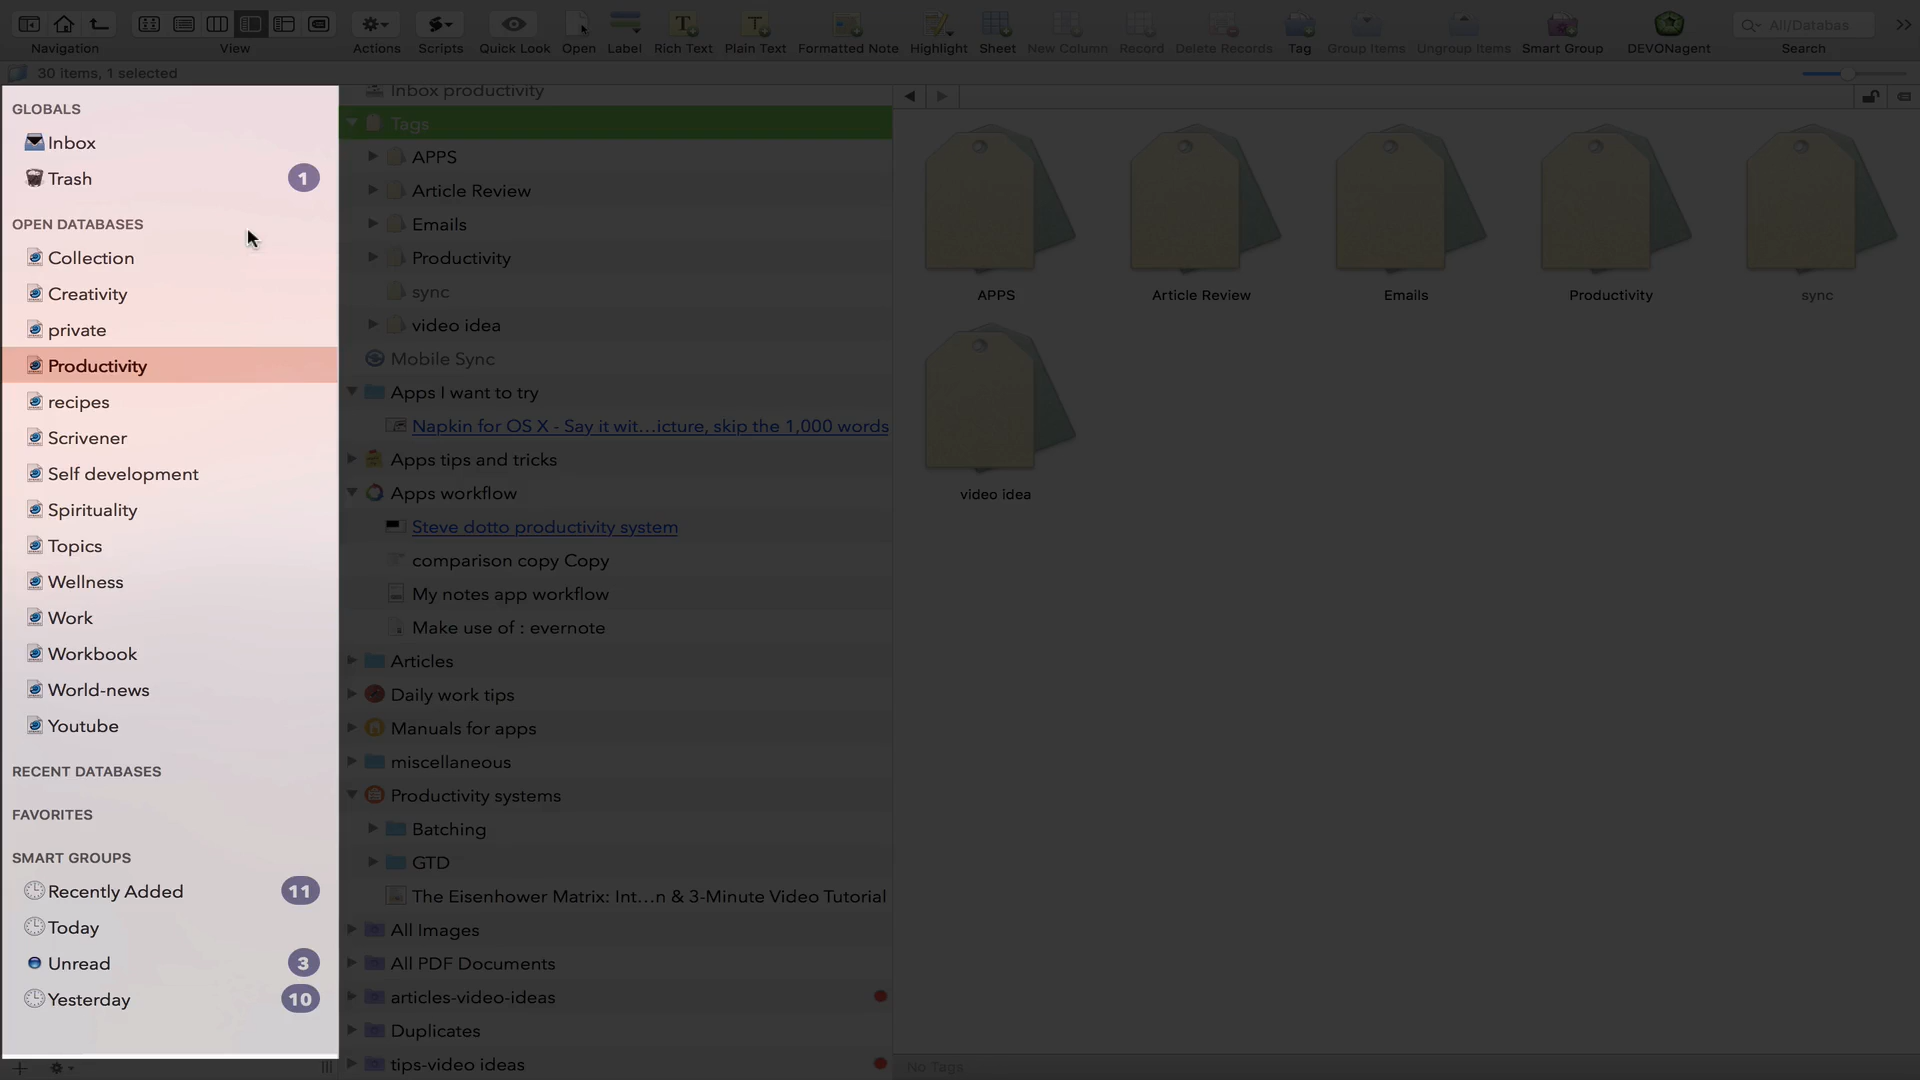 Navigation
View
Actions
Scripts
Quick Look
Open
Label
Rich Text
Plain Text
Formatted Note
Highlight
Sheet
New Column
Record
Delete Records
Tag
Group Items
Ungroup Items
Smart Group
DEVONagent
All/Databas
Search
30 items, 1 selected
GLOBALS
Inbox
Trash 1
OPEN DATABASES
Collection
Creativity
private
Productivity
recipes
Scrivener
Self development
Spirituality
Topics
Wellness
Work
Workbook
World-news
Youtube
RECENT DATABASES
FAVORITES
SMART GROUPS
Recently Added 11
Today
Unread 3
Yesterday 10
Inbox productivity
Tags
APPS
Article Review
Emails
Productivity
sync
video idea
Mobile Sync
Apps I want to try
Napkin for OS X - Say it wit...icture, skip the 1,000 words
Apps tips and tricks
Apps workflow
Steve dotto productivity system
comparison copy Copy
My notes app workflow
Make use of : evernote
Articles
Daily work tips
Manuals for apps
miscellaneous
Productivity systems
Batching
GTD
The Eisenhower Matrix: Int...n & 3-Minute Video Tutorial
All Images
All PDF Documents
articles-video-ideas
Duplicates
tips-video ideas
APPS
Article Review
Emails
Productivity
sync
video idea
No Tags